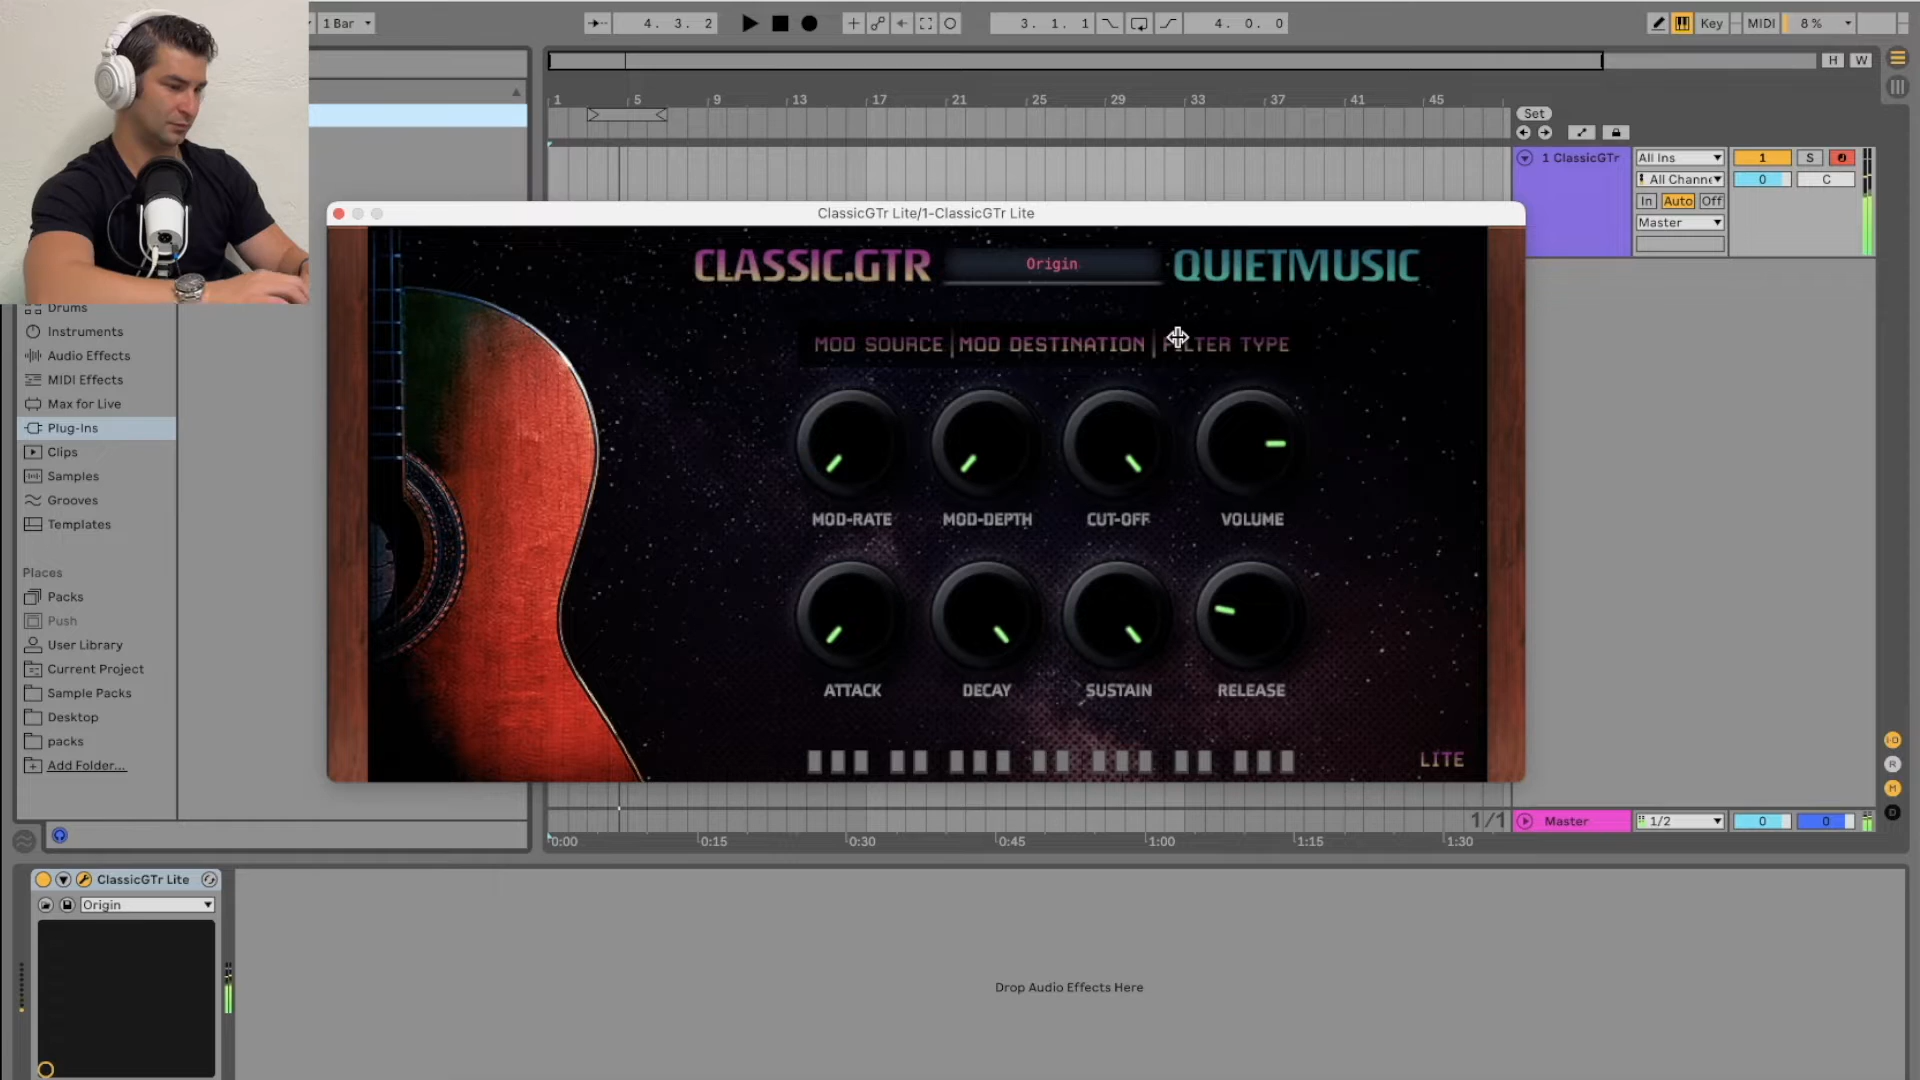 1 Bar
4. 3. 2
3. 1. 1
4. 0. 0
Key
MIDI
8 %
H W
1 5 9 13 17 21 25 29 33 37 41 45
Set
1 ClassicGTr
All Ins
1
S
All Channe
0
C
In Auto Off
Master
ClassicGTr Lite/1-ClassicGTr Lite
CLASSIC.GTR
Origin
QUIETMUSIC
MOD SOURCE
MOD DESTINATION
FILTER TYPE
MOD-RATE
MOD-DEPTH
CUT-OFF
VOLUME
ATTACK
DECAY
SUSTAIN
RELEASE
LITE
Drums
Instruments
Audio Effects
MIDI Effects
Max for Live
Plug-Ins
Clips
Samples
Grooves
Templates
Places
Packs
Push
User Library
Current Project
Sample Packs
Desktop
packs
Add Folder...
I·O
R
M
D
1/1
Master
1/2
0
0
0:00 0:15 0:30 0:45 1:00 1:15 1:30
ClassicGTr Lite
Origin
Drop Audio Effects Here